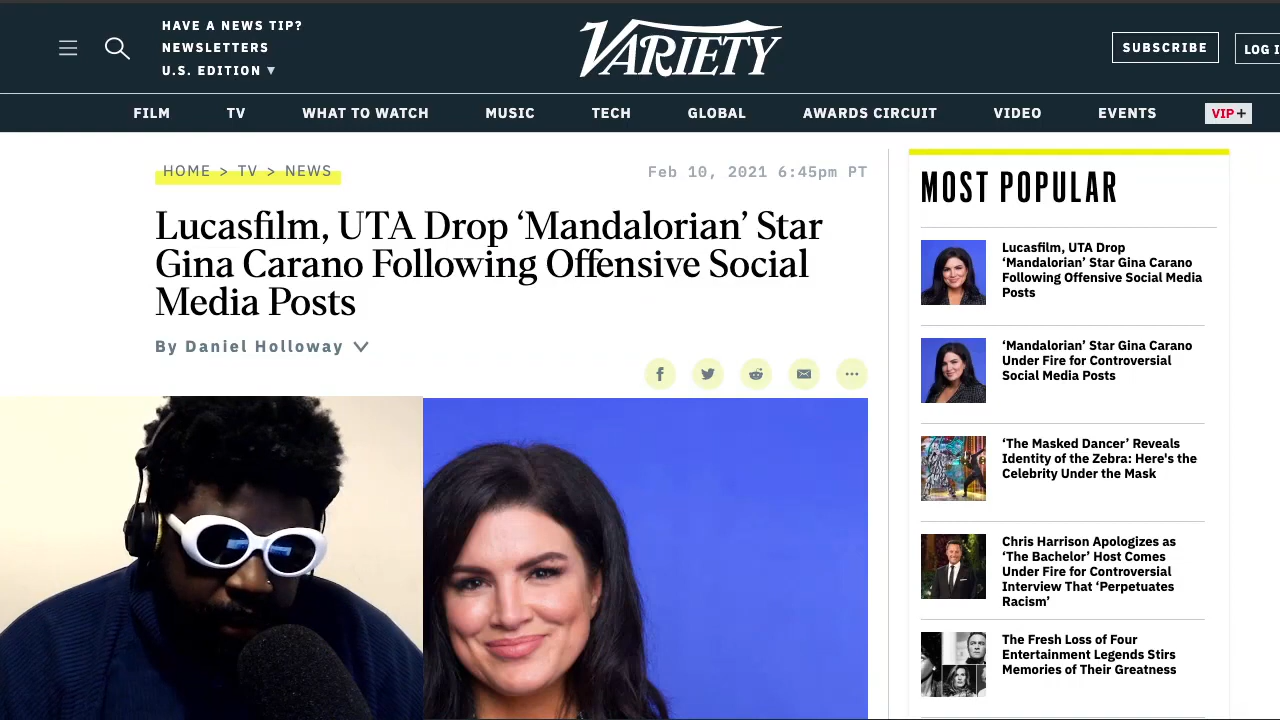 HAVE A NEWS TIP?
NEWSLETTERS
U.S. EDITION ▼
VARIETY
SUBSCRIBE
LOG I
FILM
TV
WHAT TO WATCH
MUSIC
TECH
GLOBAL
AWARDS CIRCUIT
VIDEO
EVENTS
VIP+
HOME > TV > NEWS
Feb 10, 2021 6:45pm PT
Lucasfilm, UTA Drop ‘Mandalorian’ Star
Gina Carano Following Offensive Social
Media Posts
By Daniel Holloway
MOST POPULAR
Lucasfilm, UTA Drop
‘Mandalorian’ Star Gina Carano
Following Offensive Social Media
Posts
‘Mandalorian’ Star Gina Carano
Under Fire for Controversial
Social Media Posts
‘The Masked Dancer’ Reveals
Identity of the Zebra: Here's the
Celebrity Under the Mask
Chris Harrison Apologizes as
‘The Bachelor’ Host Comes
Under Fire for Controversial
Interview That ‘Perpetuates
Racism’
The Fresh Loss of Four
Entertainment Legends Stirs
Memories of Their Greatness